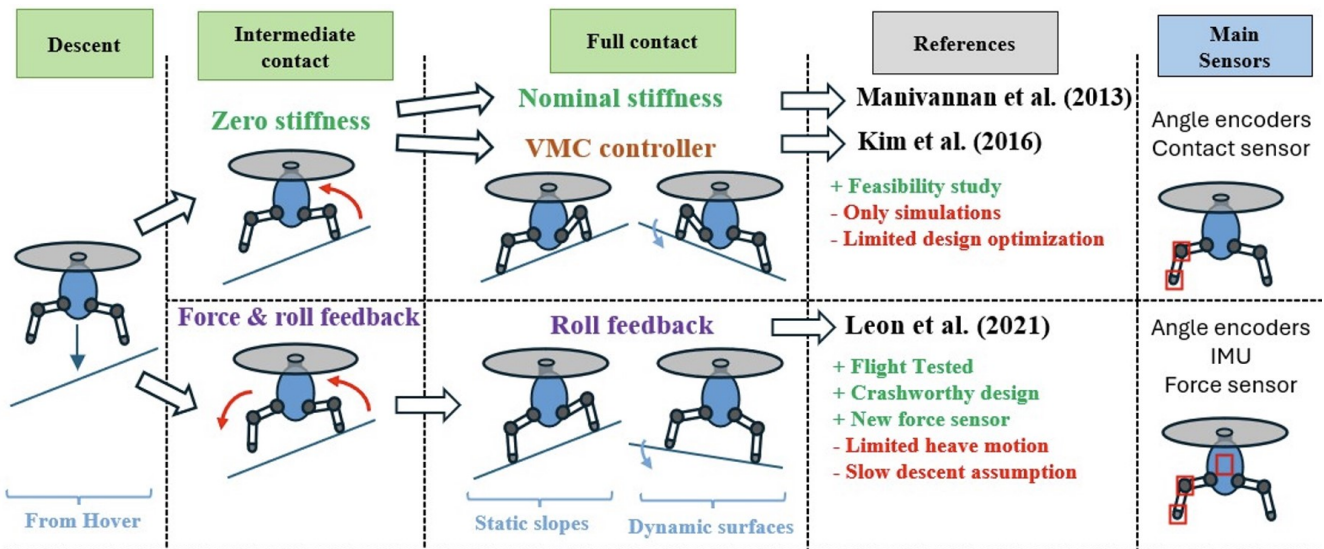 Descent
Intermediate
contact
Full contact
References
Main
Sensors
Zero stiffness
Nominal stiffness
VMC controller
Manivannan et al. (2013)
Kim et al. (2016)
+ Feasibility study
- Only simulations
- Limited design optimization
Angle encoders
Contact sensor
Force & roll feedback
Roll feedback
Leon et al. (2021)
+ Flight Tested
+ Crashworthy design
+ New force sensor
- Limited heave motion
- Slow descent assumption
Angle encoders
IMU
Force sensor
From Hover
Static slopes
Dynamic surfaces